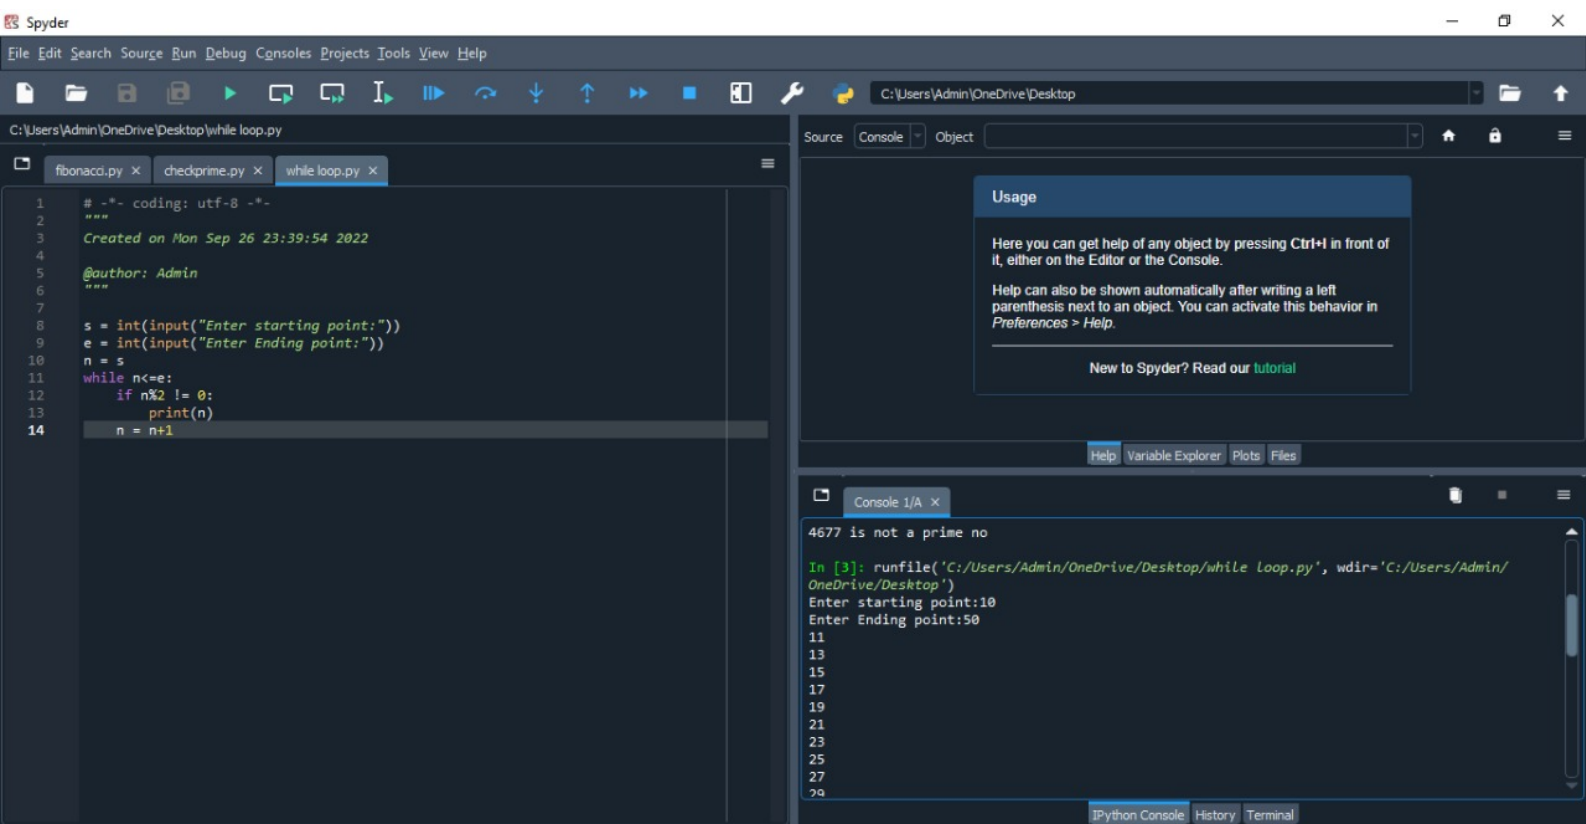 Spyder
File Edit Search Source Run Debug Consoles Projects Tools View Help
C:\Users\Admin\OneDrive\Desktop
C:\Users\Admin\OneDrive\Desktop\while loop.py
fibonacci.py
checkprime.py
while loop.py
1 # -*- coding: utf-8 -*-
2 """
3 Created on Mon Sep 26 23:39:54 2022
4
5 @author: Admin
6 """
7
8 s = int(input("Enter starting point:"))
9 e = int(input("Enter Ending point:"))
10 n = s
11 while n<=e:
12     if n%2 != 0:
13         print(n)
14     n = n+1
Source Console Object
Usage
Here you can get help of any object by pressing Ctrl+I in front of
it, either on the Editor or the Console.
Help can also be shown automatically after writing a left
parenthesis next to an object. You can activate this behavior in
Preferences > Help.
New to Spyder? Read our tutorial
Help Variable Explorer Plots Files
Console 1/A
4677 is not a prime no
In [3]: runfile('C:/Users/Admin/OneDrive/Desktop/while loop.py', wdir='C:/Users/Admin/
OneDrive/Desktop')
Enter starting point:10
Enter Ending point:50
11
13
15
17
19
21
23
25
27
29
IPython Console History Terminal